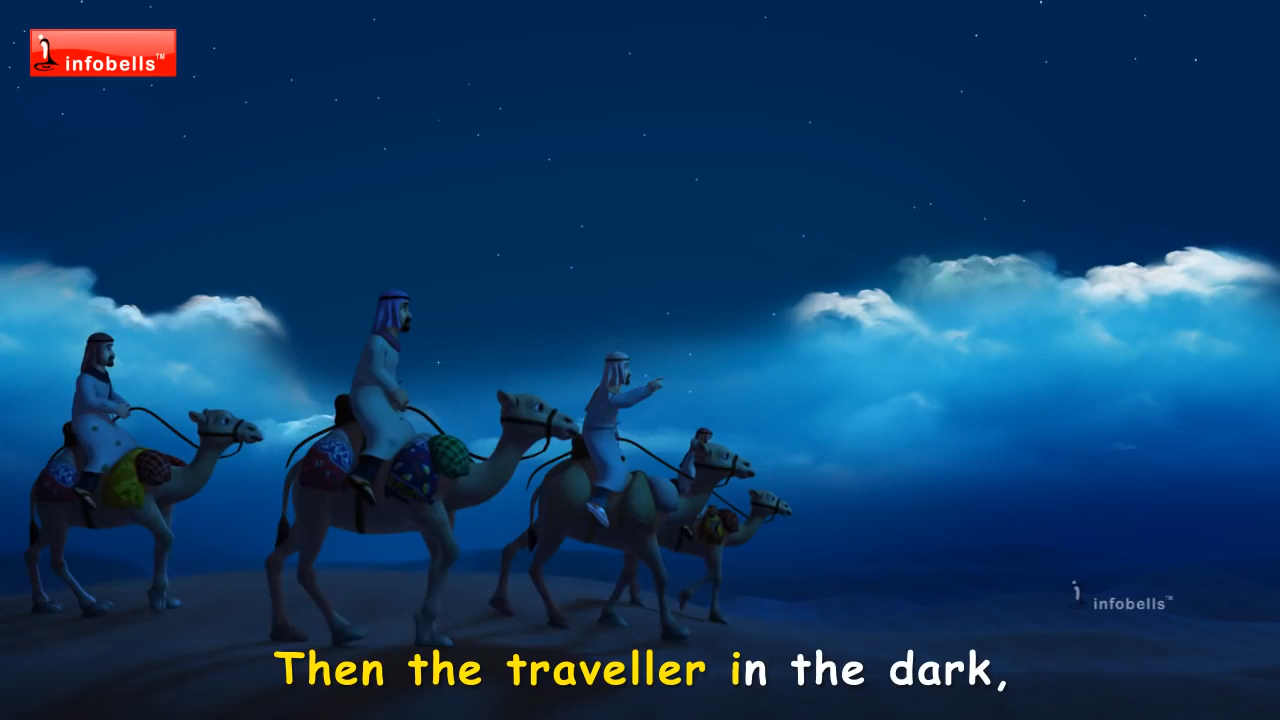 infobells™
infobells™
Then the traveller in the dark,